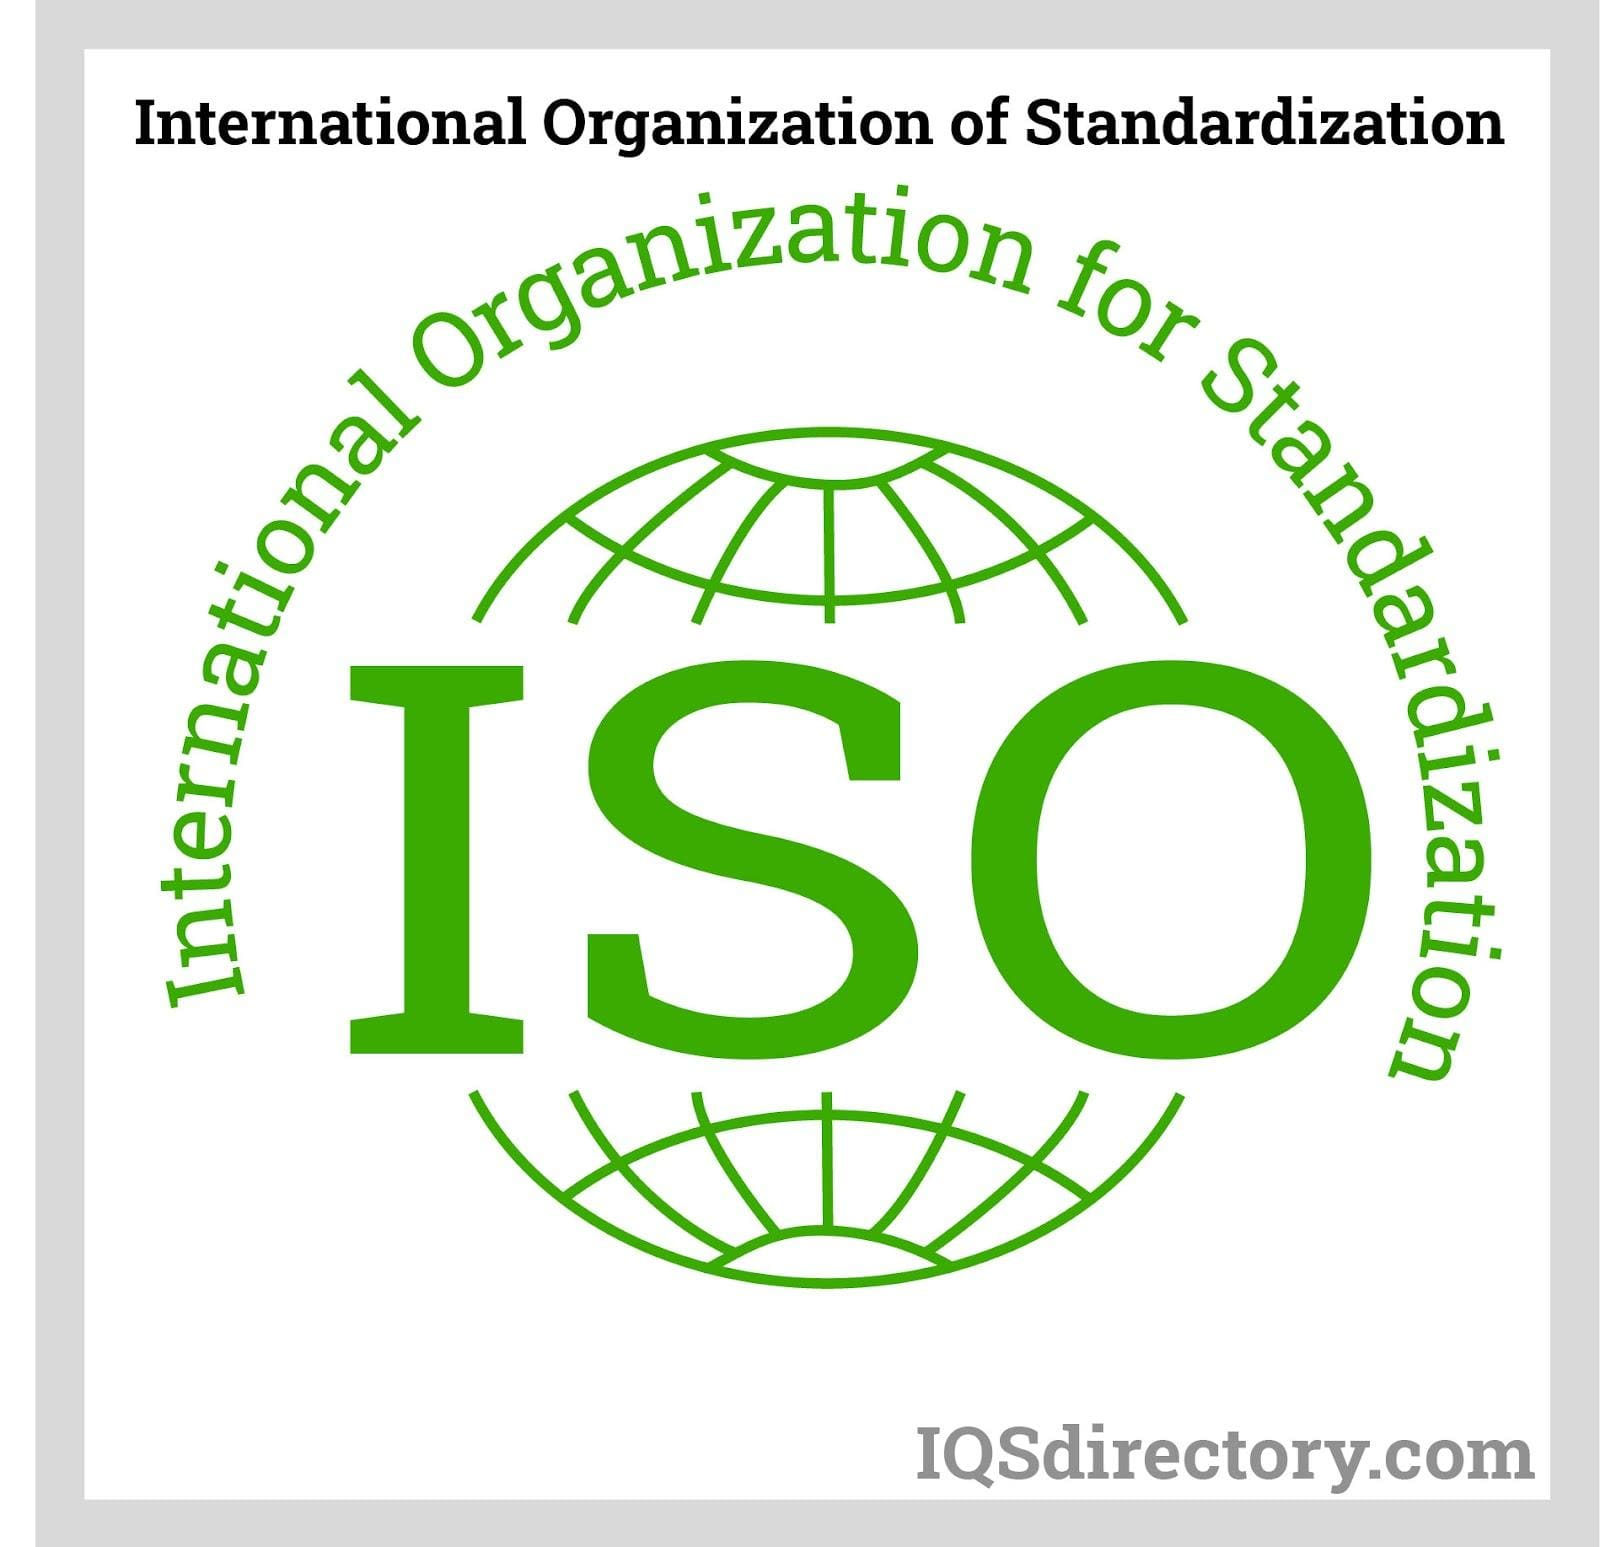 International Organization of Standardization
International Organization for Standardization
ISO
IQSdirectory.com